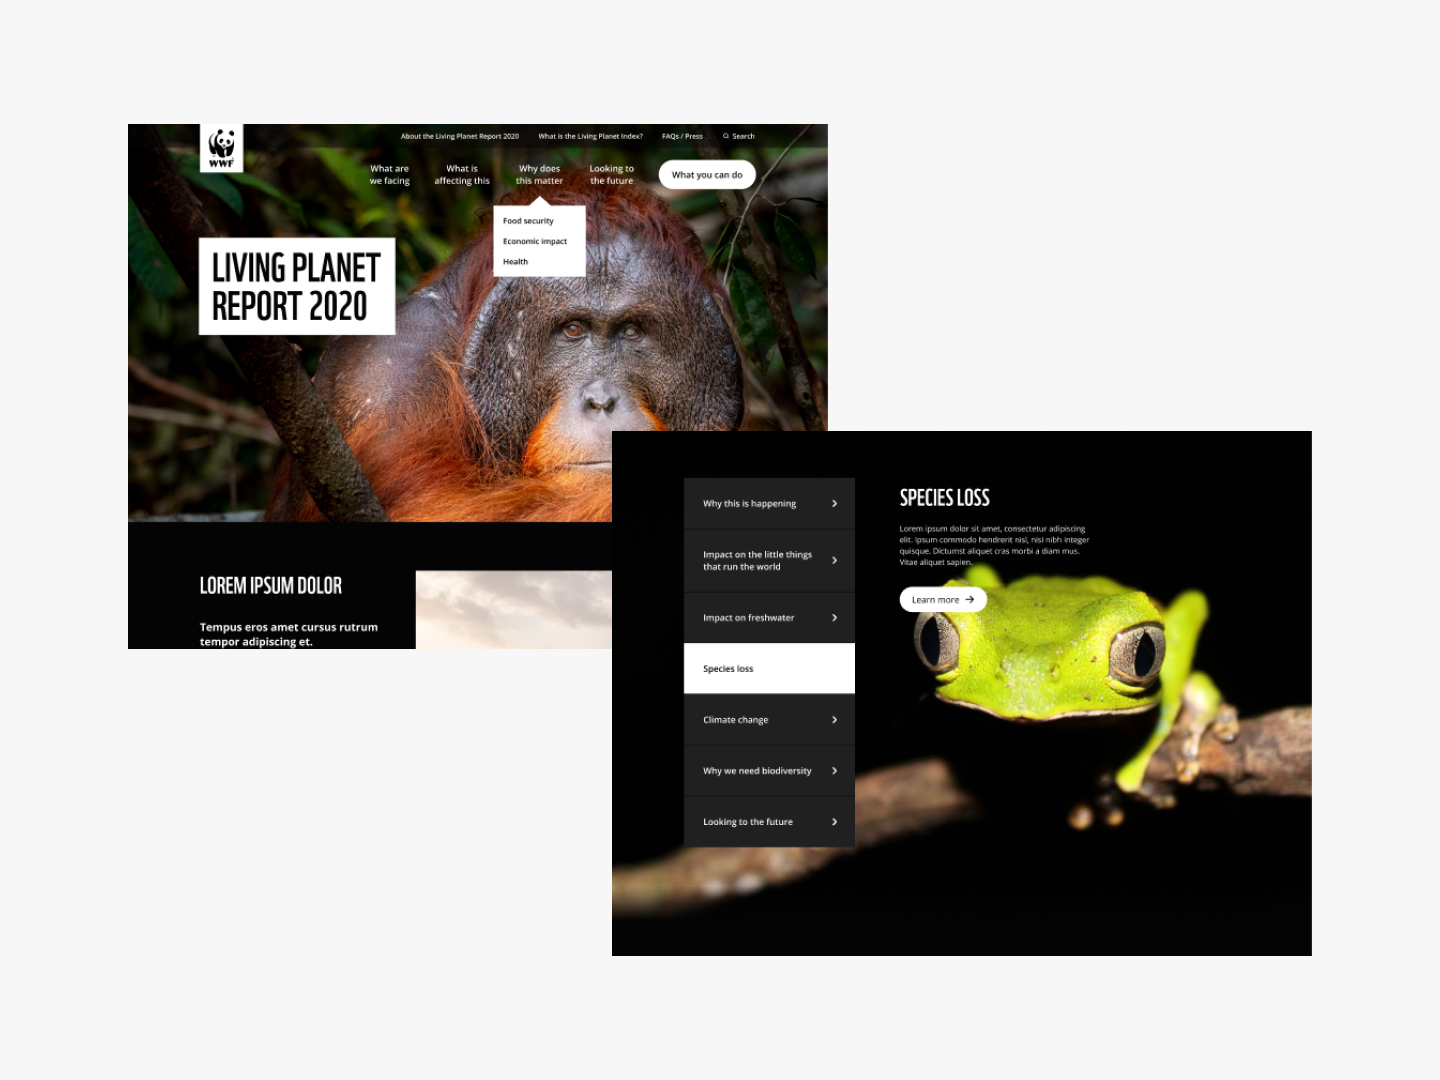 WWF
About the Living Planet Report 2020
What is the Living Planet Index?
FAQs / Press
Search
What are
we facing
What is
affecting this
Why does
this matter
Looking to
the future
What you can do
Food security
Economic impact
Health
LIVING PLANET
REPORT 2020
LOREM IPSUM DOLOR
Tempus eros amet cursus rutrum
tempor adipiscing et.
Why this is happening
Impact on the little things
that run the world
Impact on freshwater
Species loss
Climate change
Why we need biodiversity
Looking to the future
SPECIES LOSS
Lorem ipsum dolor sit amet, consectetur adipiscing
elit. Ipsum commodo hendrerit nisl, nisi nibh integer
quisque. Dictumst aliquet cras morbi a diam mus.
Vitae aliquet sapien.
Learn more